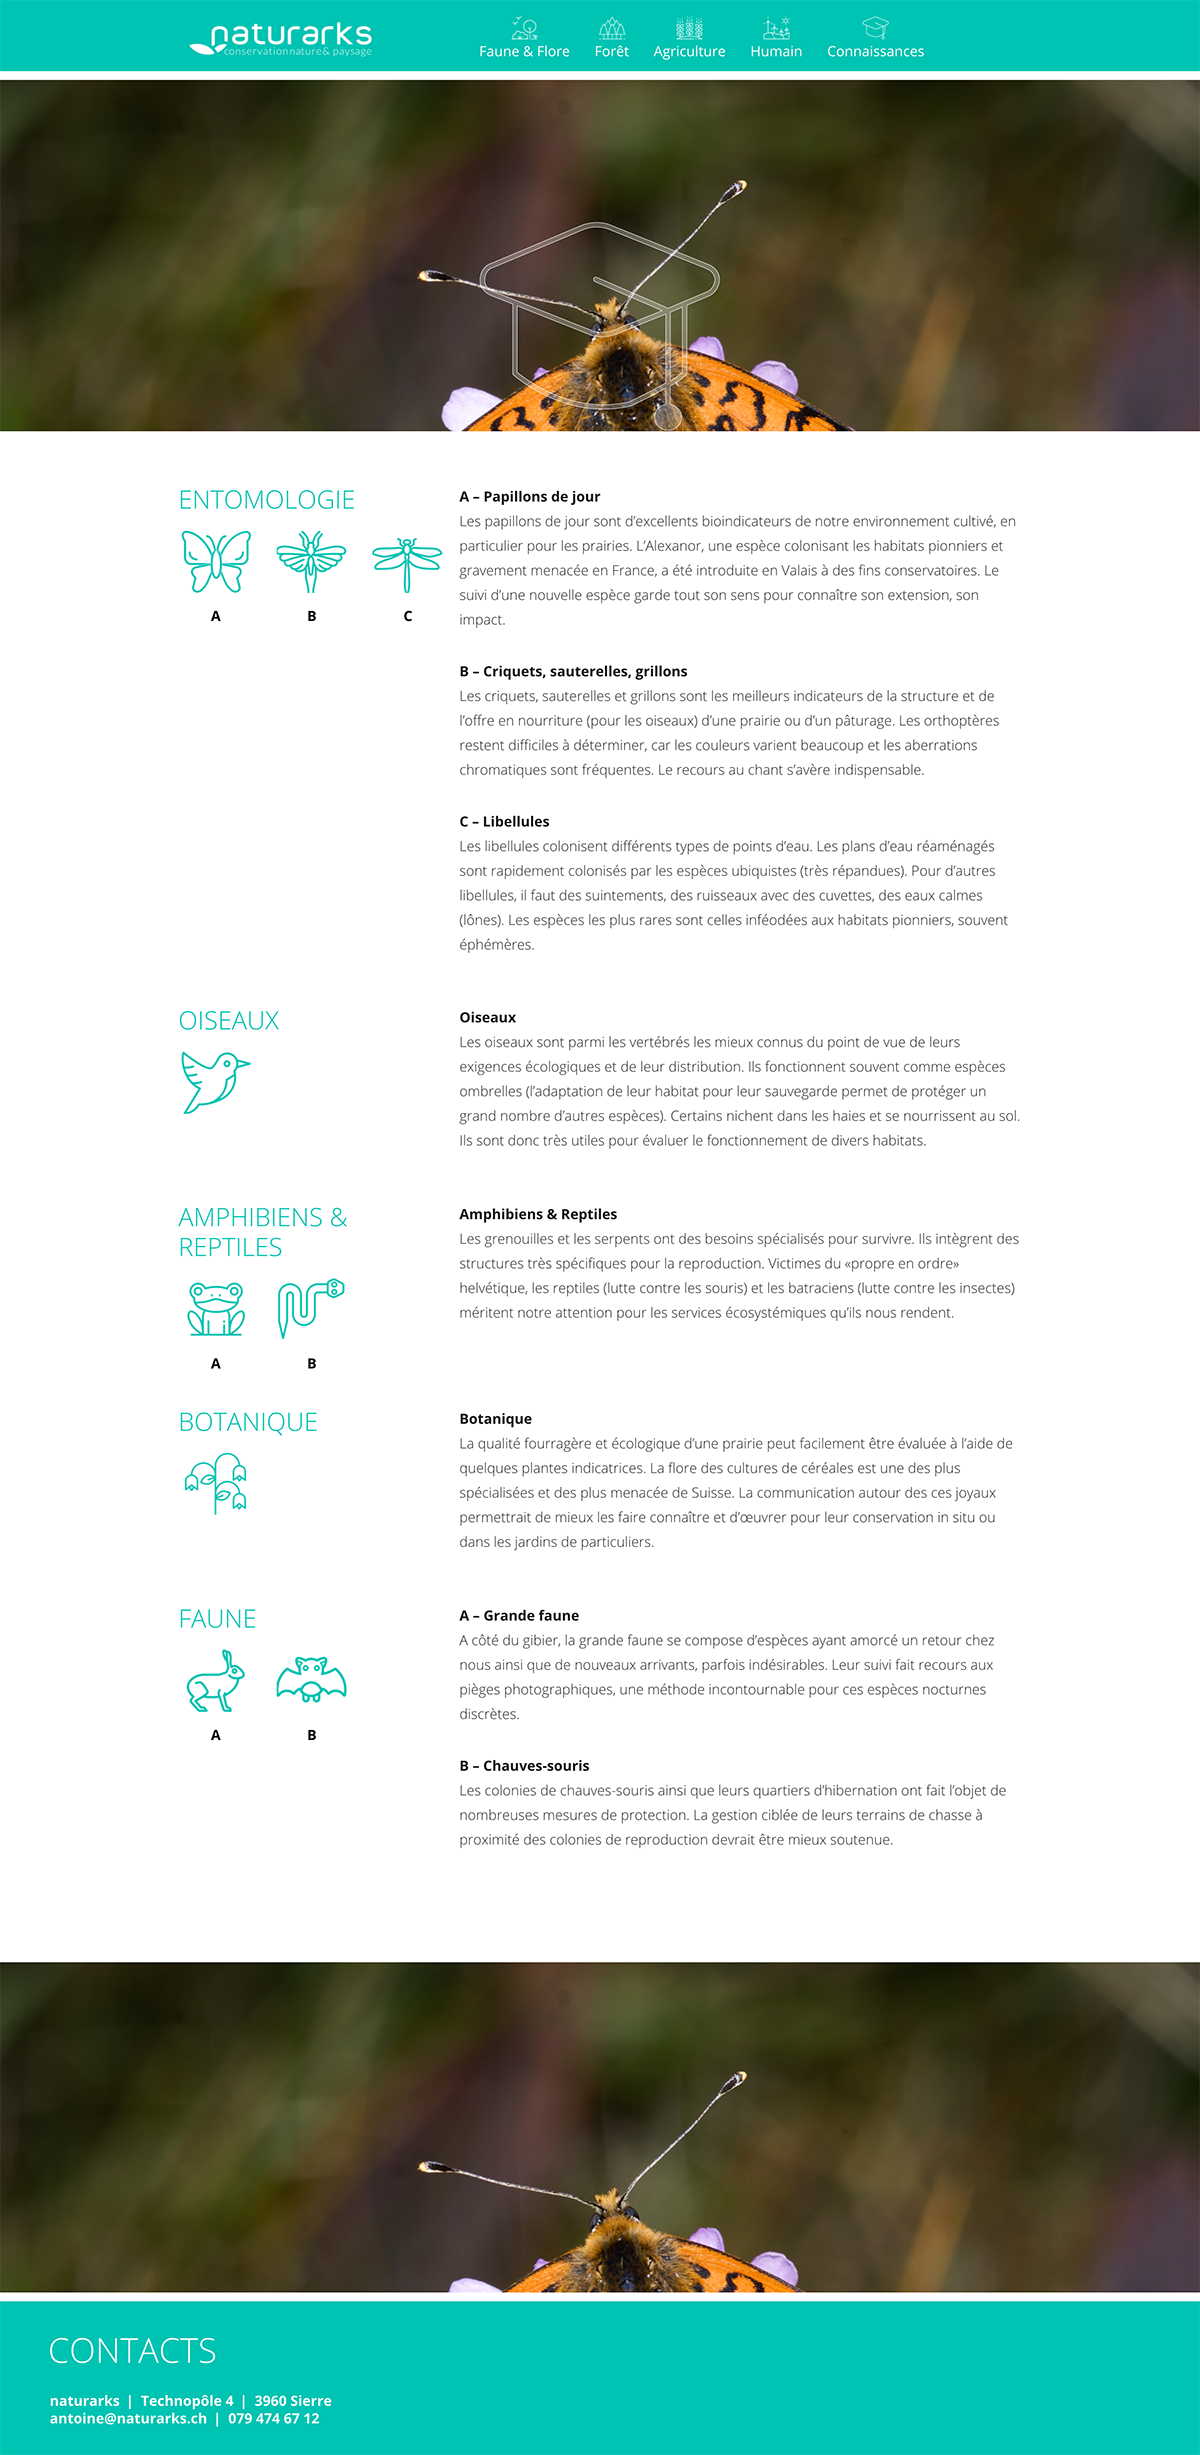 naturarks
conservation nature & paysage
Faune & Flore
Forêt
Agriculture
Humain
Connaissances
ENTOMOLOGIE
A
B
C
A – Papillons de jour
Les papillons de jour sont d’excellents bioindicateurs de notre environnement cultivé, en
particulier pour les prairies. L’Alexanor, une espèce colonisant les habitats pionniers et
gravement menacée en France, a été introduite en Valais à des fins conservatoires. Le
suivi d’une nouvelle espèce garde tout son sens pour connaître son extension, son
impact.
B – Criquets, sauterelles, grillons
Les criquets, sauterelles et grillons sont les meilleurs indicateurs de la structure et de
l’offre en nourriture (pour les oiseaux) d’une prairie ou d’un pâturage. Les orthoptères
restent difficiles à déterminer, car les couleurs varient beaucoup et les aberrations
chromatiques sont fréquentes. Le recours au chant s’avère indispensable.
C – Libellules
Les libellules colonisent différents types de points d’eau. Les plans d’eau réaménagés
sont rapidement colonisés par les espèces ubiquistes (très répandues). Pour d’autres
libellules, il faut des suintements, des ruisseaux avec des cuvettes, des eaux calmes
(lônes). Les espèces les plus rares sont celles inféodées aux habitats pionniers, souvent
éphémères.
OISEAUX
Oiseaux
Les oiseaux sont parmi les vertébrés les mieux connus du point de vue de leurs
exigences écologiques et de leur distribution. Ils fonctionnent souvent comme espèces
ombrelles (l’adaptation de leur habitat pour leur sauvegarde permet de protéger un
grand nombre d’autres espèces). Certains nichent dans les haies et se nourrissent au sol.
Ils sont donc très utiles pour évaluer le fonctionnement de divers habitats.
AMPHIBIENS &
REPTILES
A
B
Amphibiens & Reptiles
Les grenouilles et les serpents ont des besoins spécialisés pour survivre. Ils intègrent des
structures très spécifiques pour la reproduction. Victimes du «propre en ordre»
helvétique, les reptiles (lutte contre les souris) et les batraciens (lutte contre les insectes)
méritent notre attention pour les services écosystémiques qu’ils nous rendent.
BOTANIQUE
Botanique
La qualité fourragère et écologique d’une prairie peut facilement être évaluée à l’aide de
quelques plantes indicatrices. La flore des cultures de céréales est une des plus
spécialisées et des plus menacée de Suisse. La communication autour des ces joyaux
permettrait de mieux les faire connaître et d’œuvrer pour leur conservation in situ ou
dans les jardins de particuliers.
FAUNE
A
B
A – Grande faune
A côté du gibier, la grande faune se compose d’espèces ayant amorcé un retour chez
nous ainsi que de nouveaux arrivants, parfois indésirables. Leur suivi fait recours aux
pièges photographiques, une méthode incontournable pour ces espèces nocturnes
discrètes.
B – Chauves-souris
Les colonies de chauves-souris ainsi que leurs quartiers d’hibernation ont fait l’objet de
nombreuses mesures de protection. La gestion ciblée de leurs terrains de chasse à
proximité des colonies de reproduction devrait être mieux soutenue.
CONTACTS
naturarks | Technopôle 4 | 3960 Sierre
antoine@naturarks.ch | 079 474 67 12